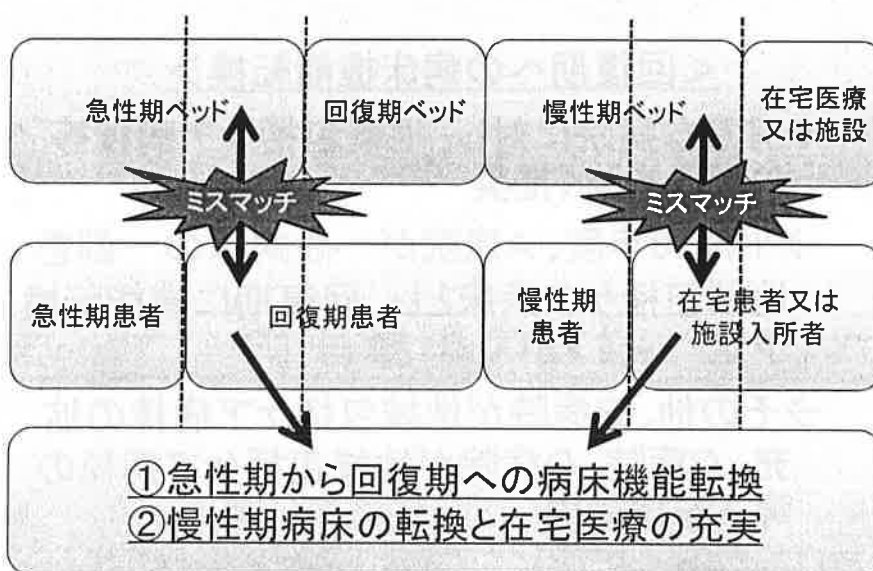 急性期ベッド
回復期ベッド
慢性期ベッド
在宅医療
又は施設
ミスマッチ
ミスマッチ
急性期患者
回復期患者
慢性期
患者
在宅患者又は
施設入所者
①急性期から回復期への病床機能転換
②慢性期病床の転換と在宅医療の充実